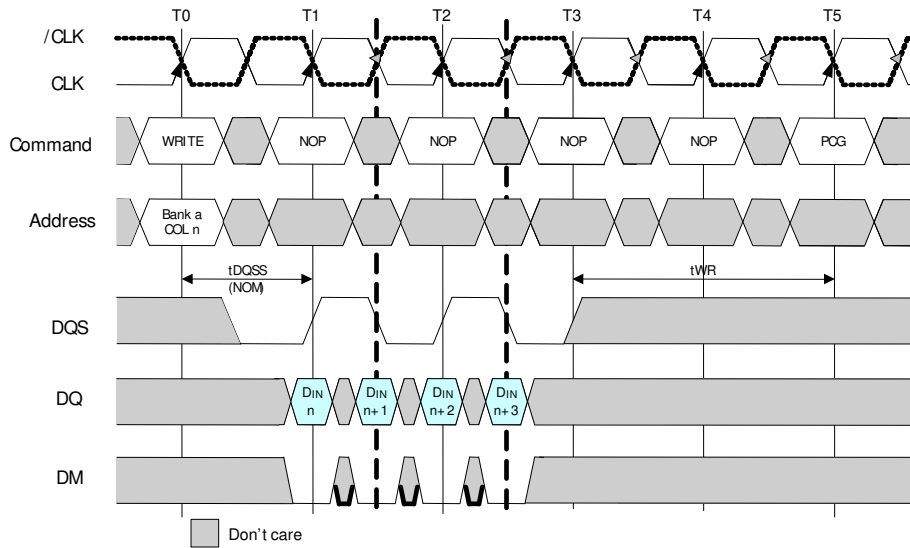 T0 T1 T2 T3 T4 T5
/CLK
CLK
Command WRITE NOP NOP NOP NOP PCG
Address Bank a
COL n
tDQSS
(NOM)
tWR
DQS
DQ DIN
n DIN
n+1 DIN
n+2 DIN
n+3
DM
Don't care